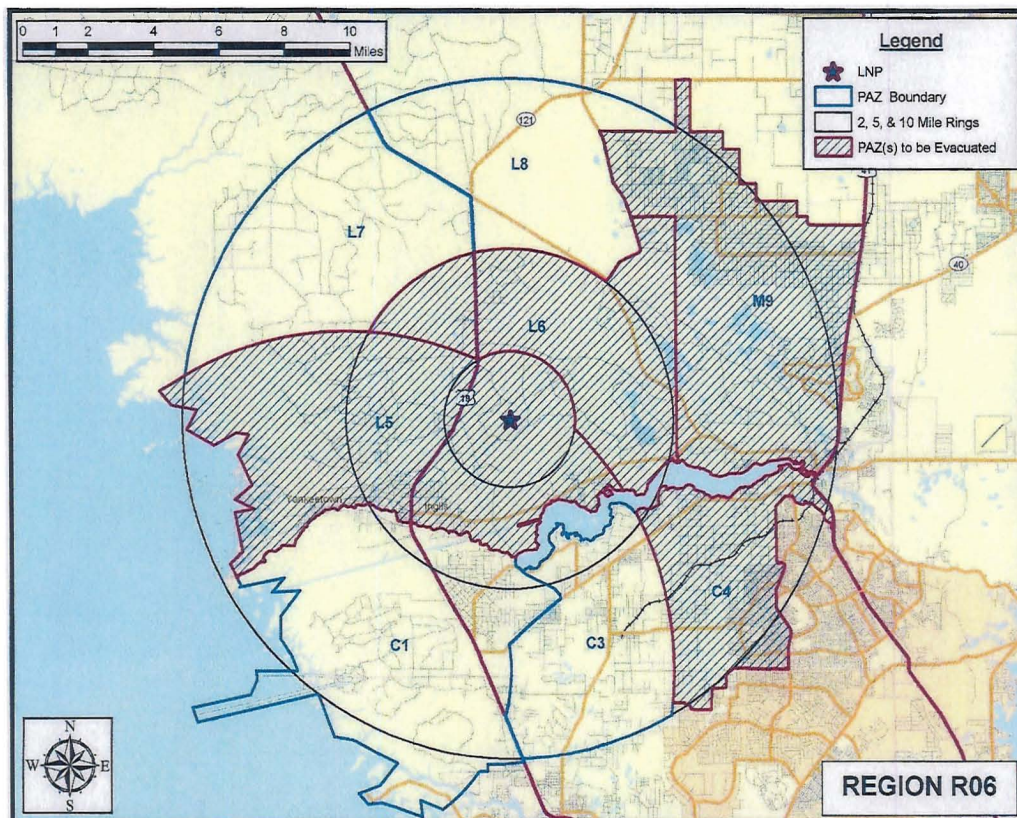 0 1 2 4 6 8 10
Miles
Legend
LNP
PAZ Boundary
2, 5, & 10 Mile Rings
PAZ(s) to be Evacuated
121
L8
41
L7
40
M9
L6
19
L5
Yankeetown
Inglis
C4
C1
C3
N
W E
S
REGION R06